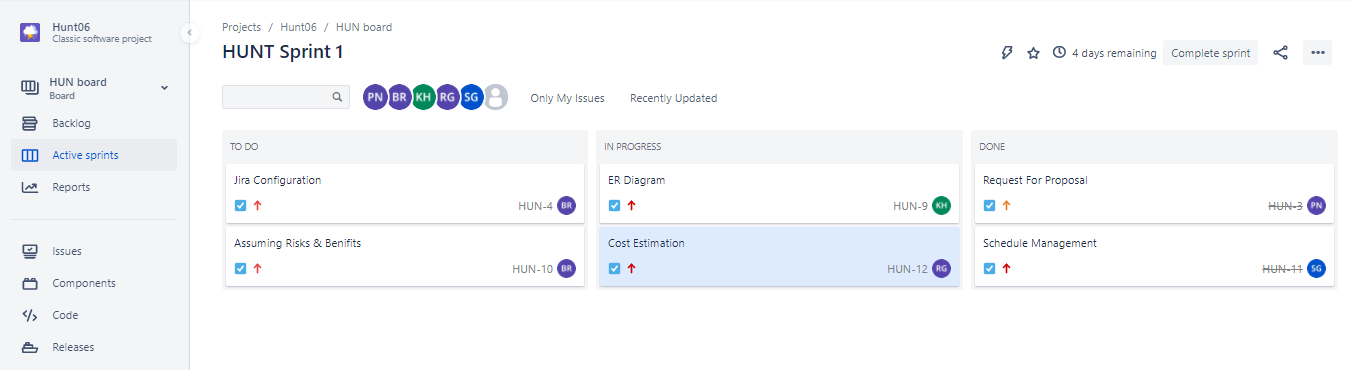 Hunt06
Classic software project
HUN board
Board
Backlog
Active sprints
Reports
Issues
Components
Code
Releases
Projects / Hunt06 / HUN board
HUNT Sprint 1
4 days remaining Complete sprint
PN BR KH RG SG Only My Issues Recently Updated
TO DO
Jira Configuration
HUN-4 BR
Assuming Risks & Benifits
HUN-10 BR
IN PROGRESS
ER Diagram
HUN-9 KH
Cost Estimation
HUN-12 RG
DONE
Request For Proposal
HUN-3 PN
Schedule Management
HUN-11 SG